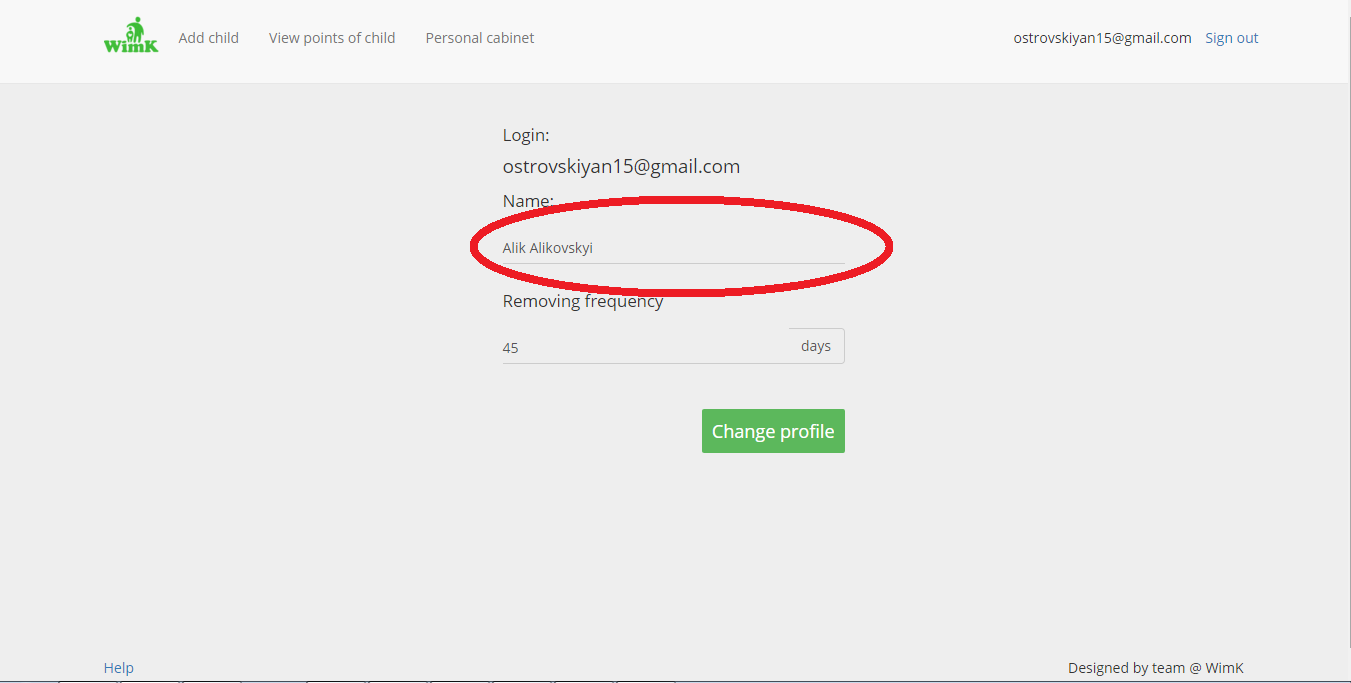 WimK Add child View points of child Personal cabinet ostrovskiyan15@gmail.com Sign out
Login:
ostrovskiyan15@gmail.com
Name:
Alik Alikovskyi
Removing frequency
45 days
Change profile
Help Designed by team @ WimK